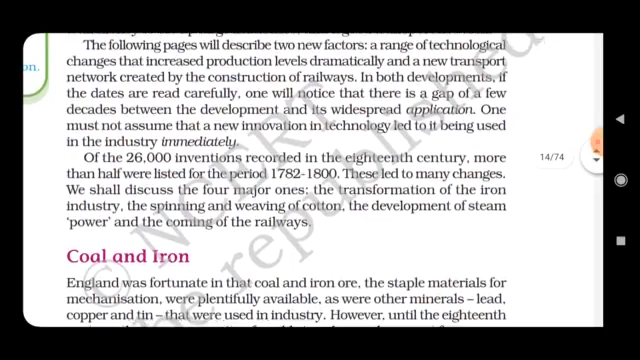 on.
The following pages will describe two new factors: a range of technological
changes that increased production levels dramatically and a new transport
network created by the construction of railways. In both developments, if
the dates are read carefully, one will notice that there is a gap of a few
decades between the development and its widespread application. One
must not assume that a new innovation in technology led to it being used
in the industry immediately.
Of the 26,000 inventions recorded in the eighteenth century, more
than half were listed for the period 1782-1800. These led to many changes.
We shall discuss the four major ones: the transformation of the iron
industry, the spinning and weaving of cotton, the development of steam
‘power’ and the coming of the railways.
14/74
Coal and Iron
England was fortunate in that coal and iron ore, the staple materials for
mechanisation, were plentifully available, as were other minerals – lead,
copper and tin – that were used in industry. However, until the eighteenth
© NCERT
be republished